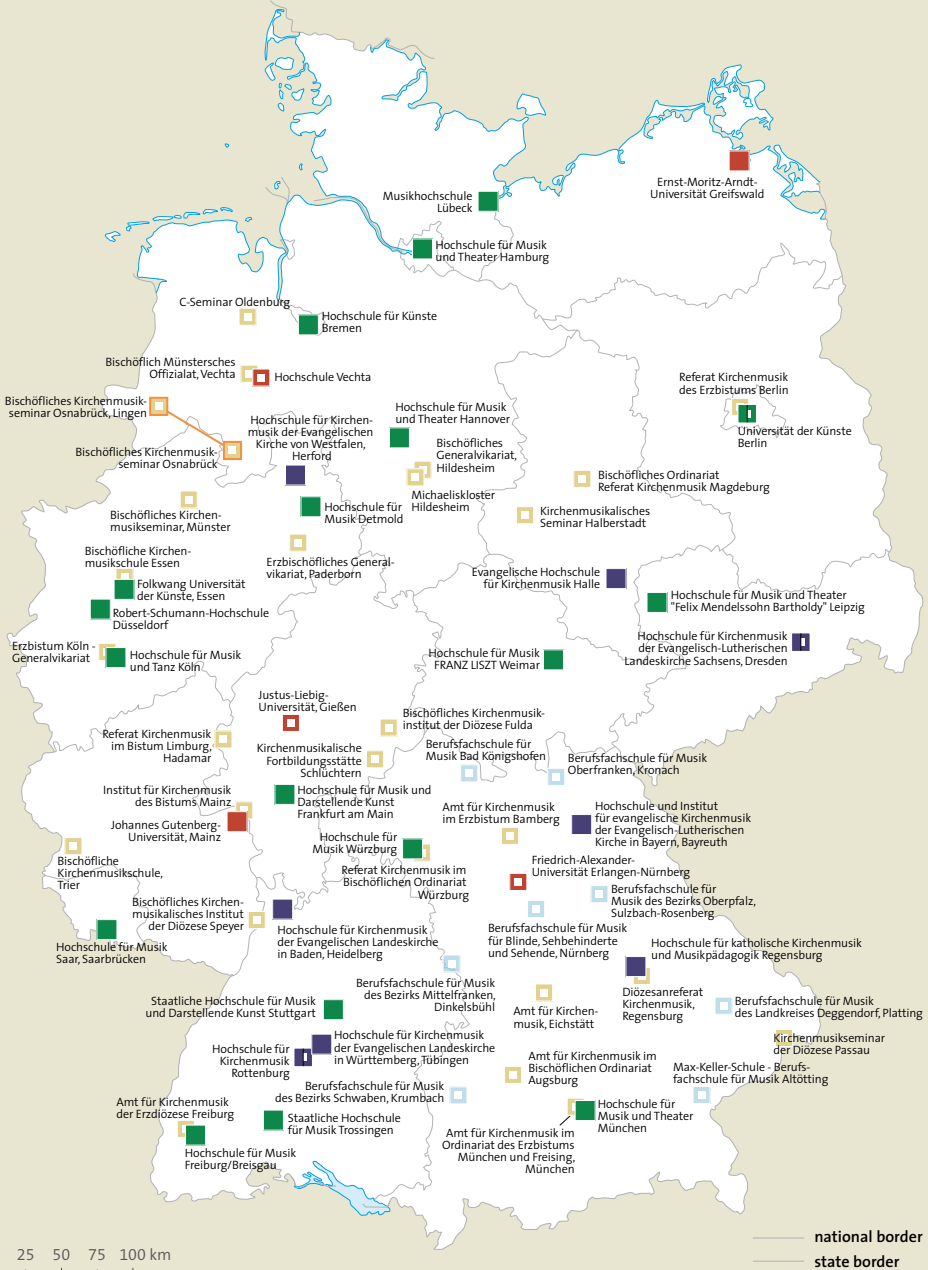 Ernst-Moritz-Arndt-
Universität Greifswald
Musikhochschule
Lübeck
Hochschule für Musik
und Theater Hamburg
C-Seminar Oldenburg
Hochschule für Künste
Bremen
Bischöflich Münstersches
Offizialat, Vechta
Hochschule Vechta
Referat Kirchenmusik
des Erzbistums Berlin
Universität der Künste
Berlin
Bischöfliches Kirchenmusik-
seminar Osnabrück, Lingen
Bischöfliches Kirchenmusik-
seminar Osnabrück
Hochschule für Kirchen-
musik der Evangelischen
Kirche von Westfalen,
Herford
Hochschule für Musik
und Theater Hannover
Bischöfliches
Generalvikariat,
Hildesheim
Michaeliskloster
Hildesheim
Bischöfliches Ordinariat
Referat Kirchenmusik Magdeburg
Kirchenmusikalisches
Seminar Halberstadt
Bischöfliches Kirchen-
musikseminar, Münster
Hochschule für
Musik Detmold
Erzbischöfliches General-
vikariat, Paderborn
Bischöfliche Kirchen-
musikschule Essen
Folkwang Universität
der Künste, Essen
Robert-Schumann-Hochschule
Düsseldorf
Evangelische Hochschule
für Kirchenmusik Halle
Hochschule für Musik und Theater
"Felix Mendelssohn Bartholdy" Leipzig
Hochschule für Kirchenmusik
der Evangelisch-Lutherischen
Landeskirche Sachsens, Dresden
Erzbistum Köln -
Generalvikariat
Hochschule für Musik
und Tanz Köln
Hochschule für Musik
FRANZ LISZT Weimar
Justus-Liebig-
Universität, Gießen
Bischöfliches Kirchenmusik-
institut der Diözese Fulda
Referat Kirchenmusik
im Bistum Limburg,
Hadamar
Kirchenmusikalische
Fortbildungsstätte
Schlüchtern
Berufsfachschule für
Musik Bad Königshofen
Berufsfachschule für Musik
Oberfranken, Kronach
Institut für Kirchenmusik
des Bistums Mainz
Johannes Gutenberg-
Universität, Mainz
Hochschule für Musik und
Darstellende Kunst
Frankfurt am Main
Amt für Kirchenmusik
im Erzbistum Bamberg
Hochschule und Institut
für evangelische Kirchenmusik
der Evangelisch-Lutherischen
Kirche in Bayern, Bayreuth
Bischöfliche
Kirchenmusikschule,
Trier
Hochschule für
Musik Würzburg
Referat Kirchenmusik im
Bischöflichen Ordinariat
Würzburg
Friedrich-Alexander-
Universität Erlangen-Nürnberg
Berufsfachschule für
Musik des Bezirks Oberpfalz,
Sulzbach-Rosenberg
Bischöfliches Kirchen-
musikalisches Institut
der Diözese Speyer
Hochschule für Kirchenmusik
der Evangelischen Landeskirche
in Baden, Heidelberg
Berufsfachschule für Musik
für Blinde, Sehbehinderte
und Sehende, Nürnberg
Hochschule für Musik
Saar, Saarbrücken
Hochschule für katholische Kirchenmusik
und Musikpädagogik Regensburg
Berufsfachschule für Musik
des Bezirks Mittelfranken,
Dinkelsbühl
Diözesanreferat
Kirchenmusik,
Regensburg
Staatliche Hochschule für Musik
und Darstellende Kunst Stuttgart
Amt für Kirchen-
musik, Eichstätt
Berufsfachschule für Musik
des Landkreises Deggendorf, Platting
Hochschule für
Kirchenmusik
Rottenburg
Hochschule für Kirchenmusik
der Evangelischen Landeskirche
in Württemberg, Tübingen
Kirchenmusikseminar
der Diözese Passau
Amt für Kirchenmusik im
Bischöflichen Ordinariat
Augsburg
Max-Keller-Schule - Berufs-
fachschule für Musik Altötting
Berufsfachschule für Musik
des Bezirks Schwaben, Krumbach
Amt für Kirchenmusik
der Erzdiözese Freiburg
Hochschule für Musik
Freiburg/Breisgau
Staatliche Hochschule
für Musik Trossingen
Hochschule für
Musik und Theater
München
Amt für Kirchenmusik im
Ordinariat des Erzbistums
München und Freising,
München
25 50 75 100 km
national border
state border